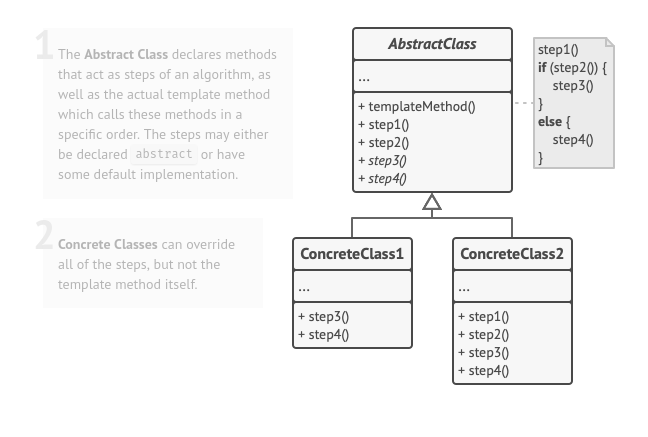 1
The Abstract Class declares methods
that act as steps of an algorithm, as
well as the actual template method
which calls these methods in a
specific order. The steps may either
be declared abstract or have
some default implementation.
2
Concrete Classes can override
all of the steps, but not the
template method itself.
AbstractClass
...
+ templateMethod()
+ step1()
+ step2()
+ step3()
+ step4()
step1()
if (step2()) {
step3()
}
else {
step4()
}
ConcreteClass1
...
+ step3()
+ step4()
ConcreteClass2
...
+ step1()
+ step2()
+ step3()
+ step4()